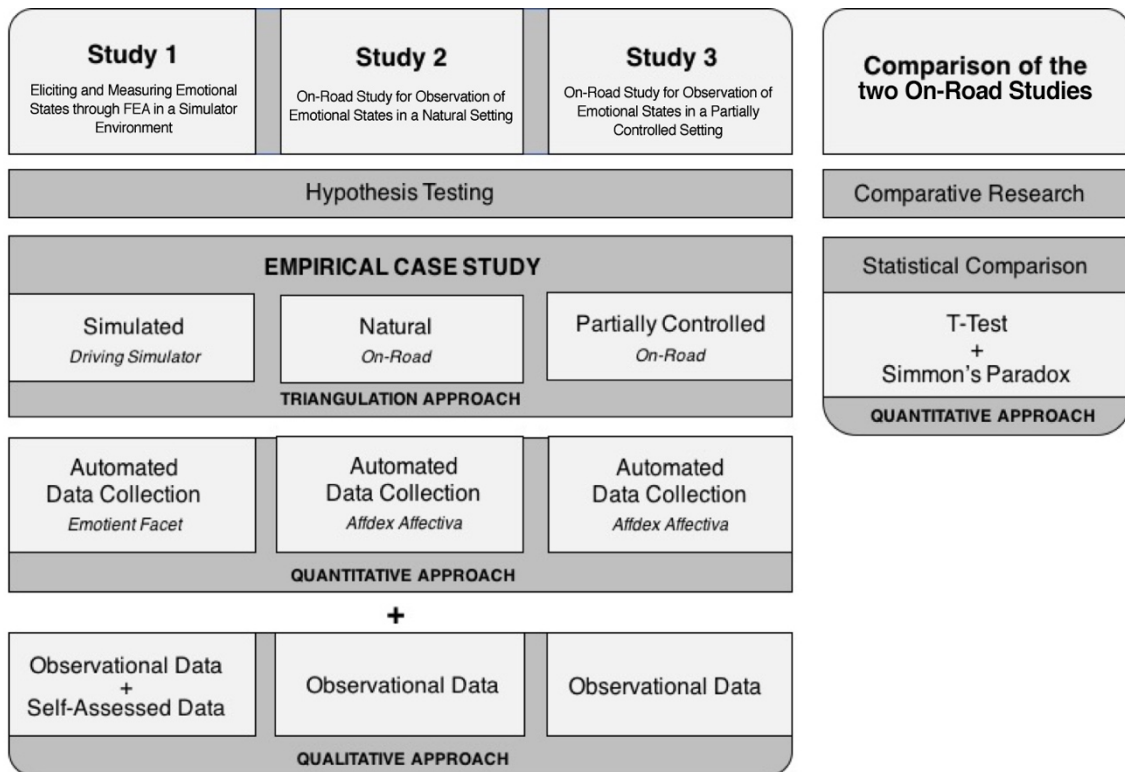 Study 1
Eliciting and Measuring Emotional
States through FEA in a Simulator
Environment
Study 2
On-Road Study for Observation of
Emotional States in a Natural Setting
Study 3
On-Road Study for Observation of
Emotional States in a Partially
Controlled Setting
Comparison of the
two On-Road Studies
Hypothesis Testing
Comparative Research
EMPIRICAL CASE STUDY
Simulated
Driving Simulator
Natural
On-Road
Partially Controlled
On-Road
TRIANGULATION APPROACH
Statistical Comparison
T-Test
+
Simmon's Paradox
QUANTITATIVE APPROACH
Automated
Data Collection
Emotient Facet
Automated
Data Collection
Affdex Affectiva
Automated
Data Collection
Affdex Affectiva
QUANTITATIVE APPROACH
+
Observational Data
+
Self-Assessed Data
Observational Data
Observational Data
QUALITATIVE APPROACH